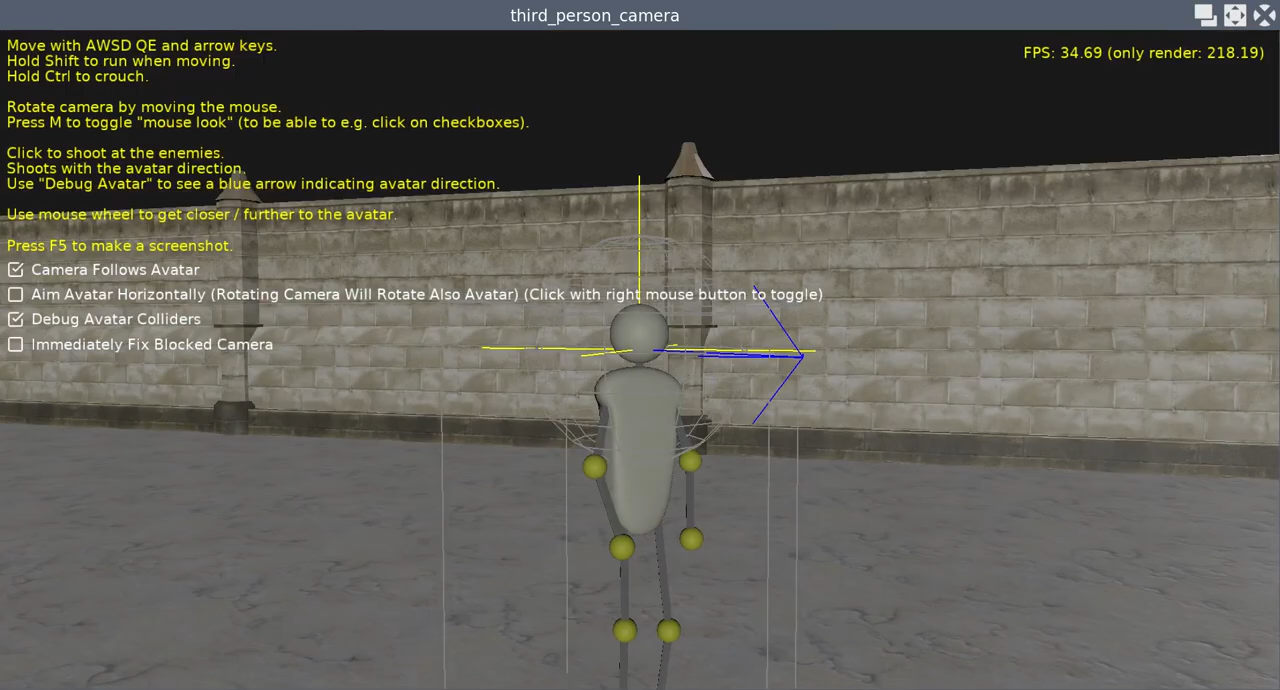 third_person_camera
Move with AWSD QE and arrow keys.
Hold Shift to run when moving.
Hold Ctrl to crouch.
FPS: 34.69 (only render: 218.19)
Rotate camera by moving the mouse.
Press M to toggle "mouse look" (to be able to e.g. click on checkboxes).
Click to shoot at the enemies.
Shoots with the avatar direction.
Use "Debug Avatar" to see a blue arrow indicating avatar direction.
Use mouse wheel to get closer / further to the avatar.
Press F5 to make a screenshot.
Camera Follows Avatar
Aim Avatar Horizontally (Rotating Camera Will Rotate Also Avatar) (Click with right mouse button to toggle)
Debug Avatar Colliders
Immediately Fix Blocked Camera